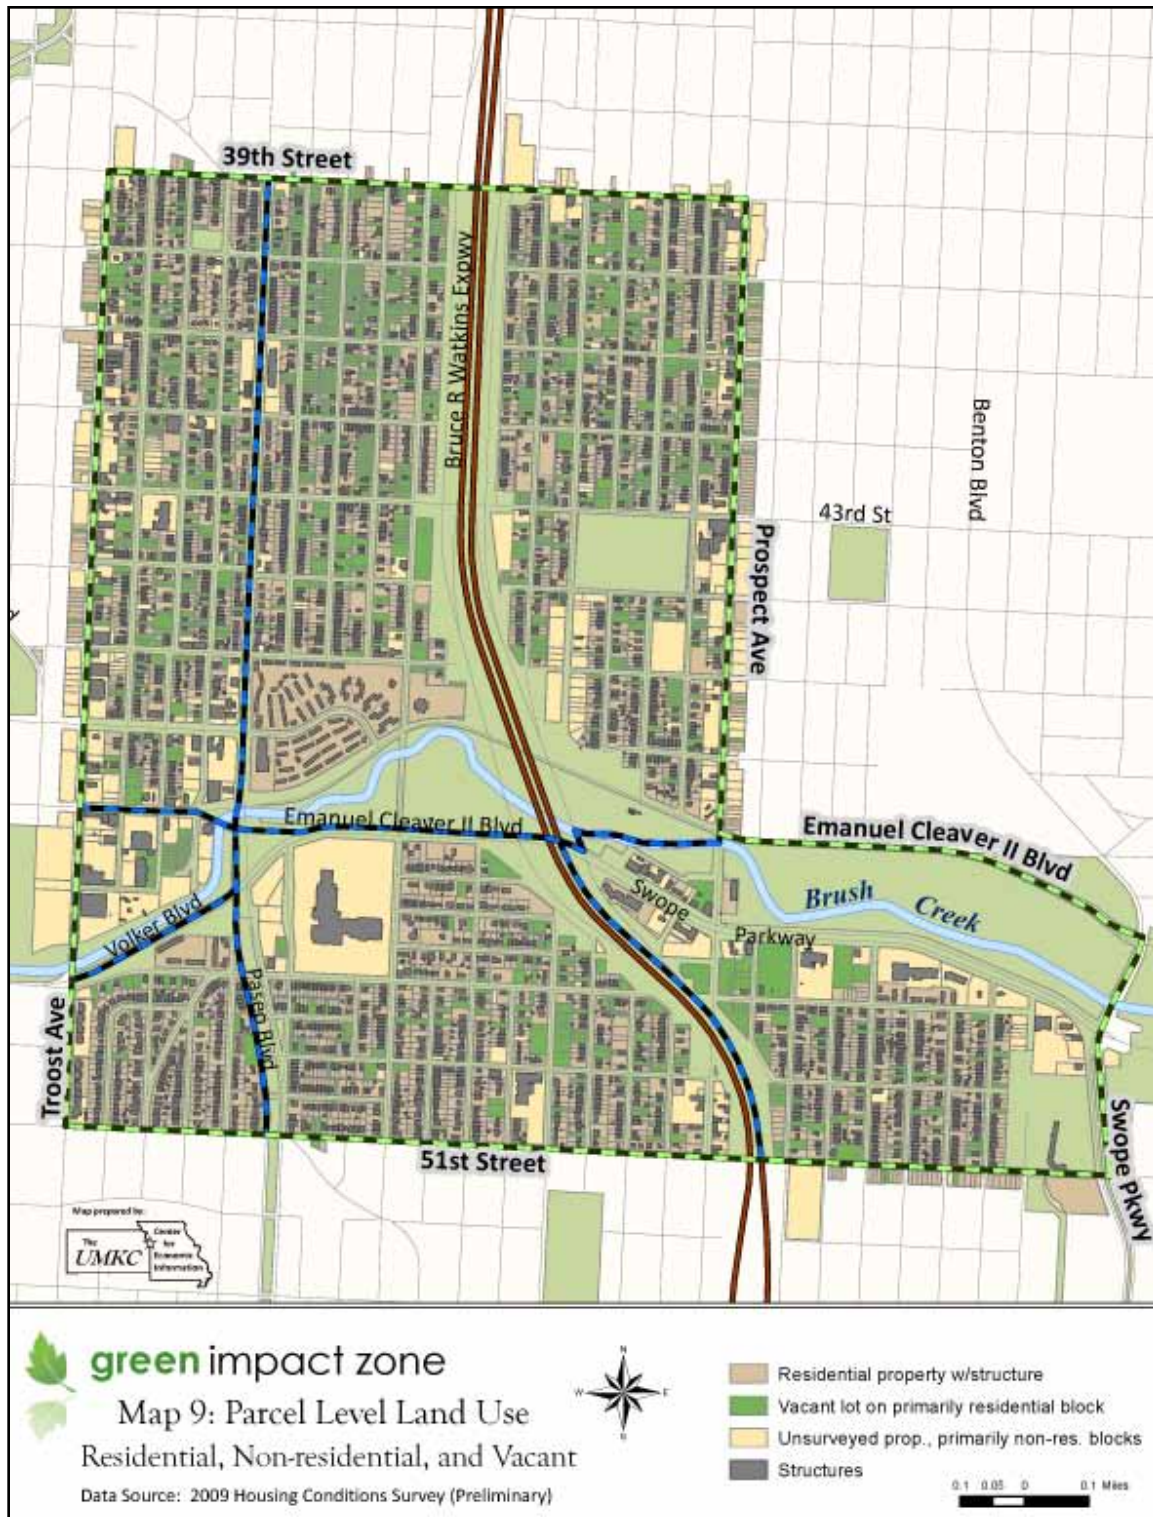 39th Street
Bruce R Watkins Expwy
Benton Blvd
43rd St
Prospect Ave
Emanuel Cleaver II Blvd
Emanuel Cleaver II Blvd
Swope
Parkway
Brush Creek
Volker Blvd
Paseo Blvd
Troost Ave
51st Street
Swope Pkwy
Map prepared by:
The
UMKC
Center
for
Economic
Information
green impact zone
Map 9: Parcel Level Land Use
Residential, Non-residential, and Vacant
Data Source: 2009 Housing Conditions Survey (Preliminary)
N
W E
S
Residential property w/structure
Vacant lot on primarily residential block
Unsurveyed prop., primarily non-res. blocks
Structures
0.1 0.05 0 0.1 Miles